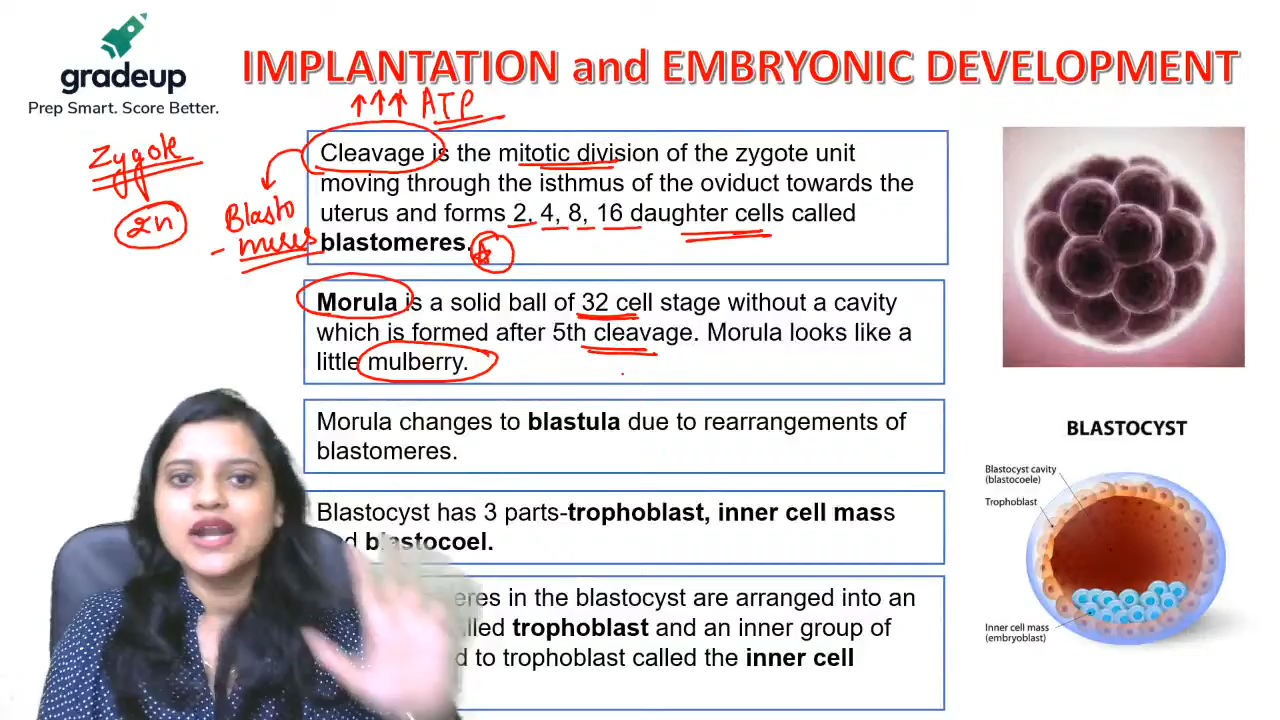 gradeup
Prep Smart. Score Better.
IMPLANTATION and EMBRYONIC DEVELOPMENT
↑↑↑ ATP
Zygote
2n
Blasto
-meres
Cleavage is the mitotic division of the zygote unit
moving through the isthmus of the oviduct towards the
uterus and forms 2, 4, 8, 16 daughter cells called
blastomeres.
Morula is a solid ball of 32 cell stage without a cavity
which is formed after 5th cleavage. Morula looks like a
little mulberry.
Morula changes to blastula due to rearrangements of
blastomeres.
Blastocyst has 3 parts-trophoblast, inner cell mass
blastocoel.
in the blastocyst are arranged into an
trophoblast and an inner group of
to trophoblast called the inner cell
BLASTOCYST
Blastocyst cavity
(blastocoele)
Trophoblast
Inner cell mass
(embryoblast)